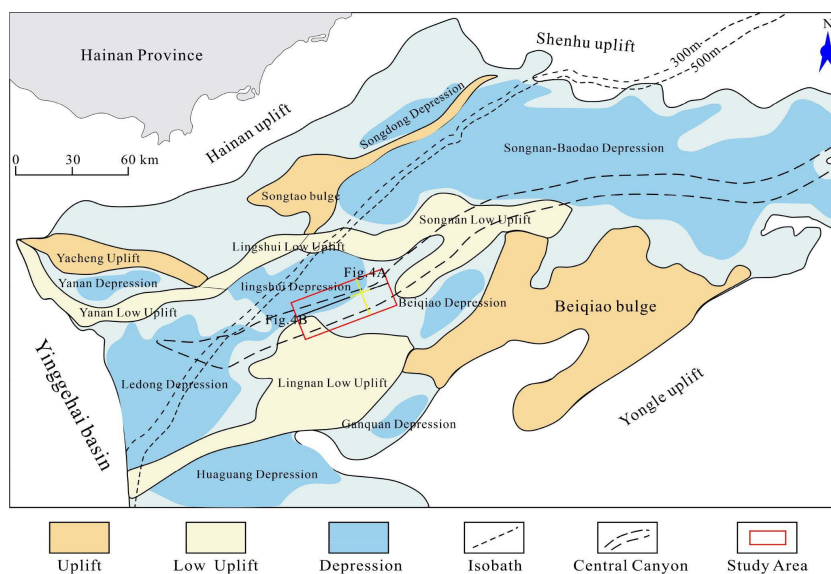 Hainan Province
Shenhu uplift
N
300m
500m
Hainan uplift
Songdong Depression
Songnan-Baodao Depression
0 30 60 km
Songtao bulge
Songnan Low Uplift
Lingshui Low Uplift
Yacheng Uplift
Yanan Depression
lingshui Depression
Fig.4A
Yanan Low Uplift
Fig.4B
Beiqiao Depression
Beiqiao bulge
Yinggehai basin
Ledong Depression
Lingnan Low Uplift
Yongle uplift
Ganquan Depression
Huaguang Depression
Uplift
Low Uplift
Depression
Isobath
Central Canyon
Study Area